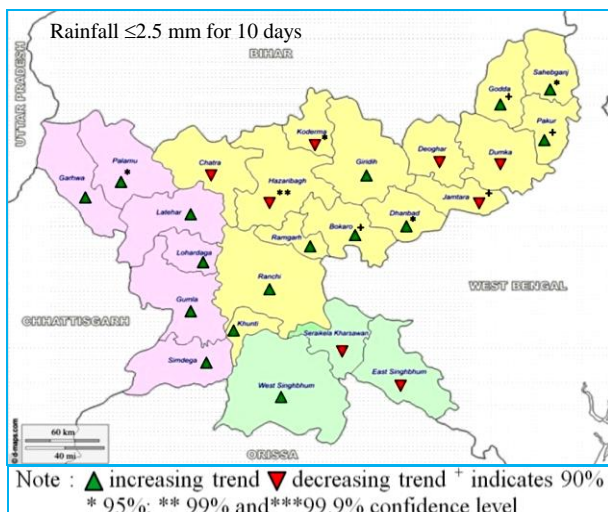 Rainfall ≤2.5 mm for 10 days
BIHAR
UTTAR PRADESH
Sahebganj
*
Godda
+
Pakur
+
Koderma
*
Palamu
*
Garhwa
Chatra
Hazaribagh
**
Giridih
Deoghar
Dumka
Jamtara
+
Latehar
Dhanbad
*
Bokaro
+
Ramgarh
Lohardaga
Ranchi
WEST BENGAL
Gumla
CHHATTISGARH
Khunti
Seraikela Kharsawan
Simdega
East Singhbhum
West Singhbhum
60 km
40 mi
© d-maps.com
ORISSA
Note : ▲ increasing trend ▼ decreasing trend + indicates 90%
* 95%; ** 99% and***99.9% confidence level